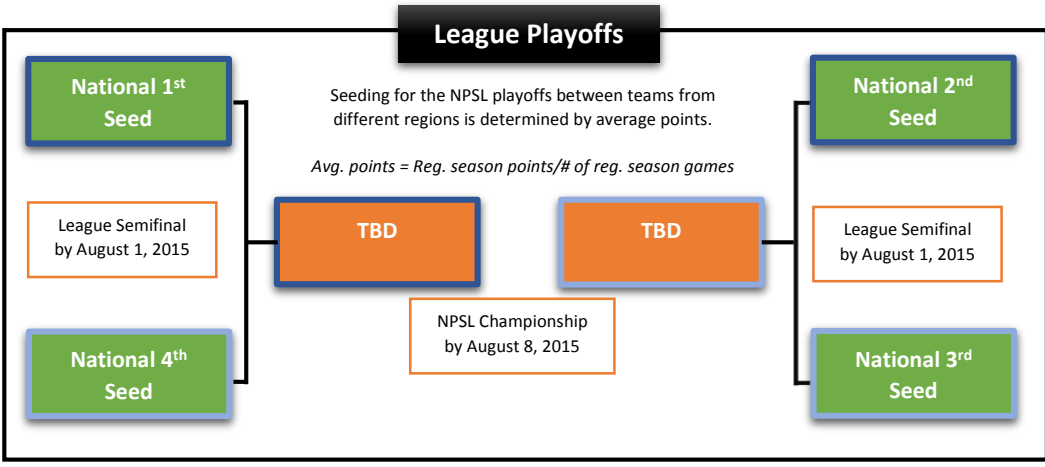 League Playoffs
National 1st
Seed
Seeding for the NPSL playoffs between teams from
different regions is determined by average points.
Avg. points = Reg. season points/# of reg. season games
National 2nd
Seed
League Semifinal
by August 1, 2015
TBD
TBD
League Semifinal
by August 1, 2015
NPSL Championship
by August 8, 2015
National 4th
Seed
National 3rd
Seed